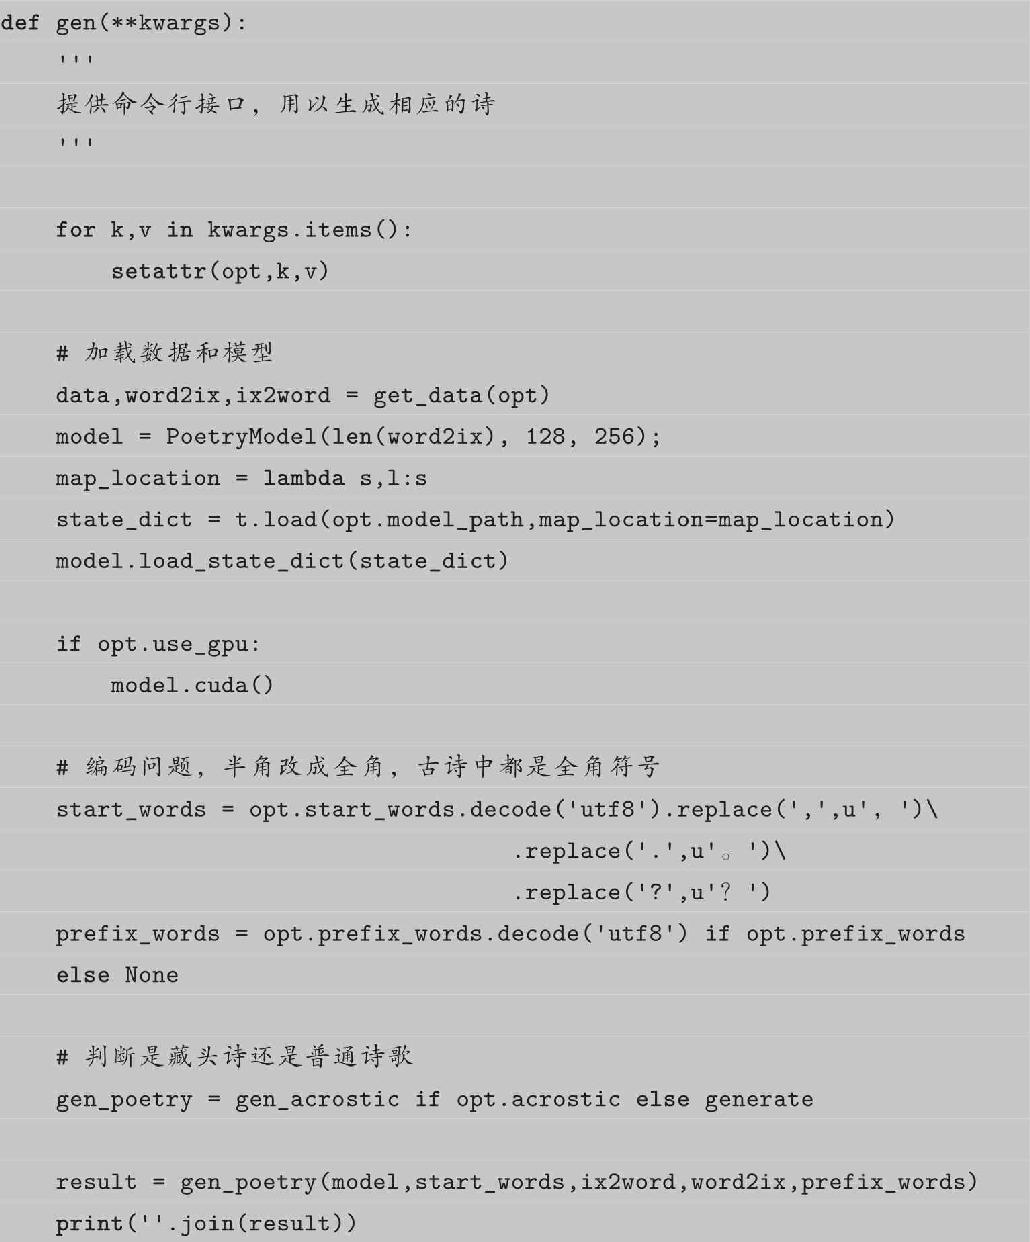 def gen(**kwargs):
    '''
    提供命令行接口，用以生成相应的诗
    '''
    for k,v in kwargs.items():
        setattr(opt,k,v)
    # 加载数据和模型
    data,word2ix,ix2word = get_data(opt)
    model = PoetryModel(len(word2ix), 128, 256);
    map_location = lambda s,l:s
    state_dict = t.load(opt.model_path,map_location=map_location)
    model.load_state_dict(state_dict)
    if opt.use_gpu:
        model.cuda()
    # 编码问题，半角改成全角，古诗中都是全角符号
    start_words = opt.start_words.decode('utf8').replace(',',u'，')\
                                     .replace('.',u'。')\
                                     .replace('?',u'？')
    prefix_words = opt.prefix_words.decode('utf8') if opt.prefix_words
    else None
    # 判断是藏头诗还是普通诗歌
    gen_poetry = gen_acrostic if opt.acrostic else generate
    result = gen_poetry(model,start_words,ix2word,word2ix,prefix_words)
    print(''.join(result))